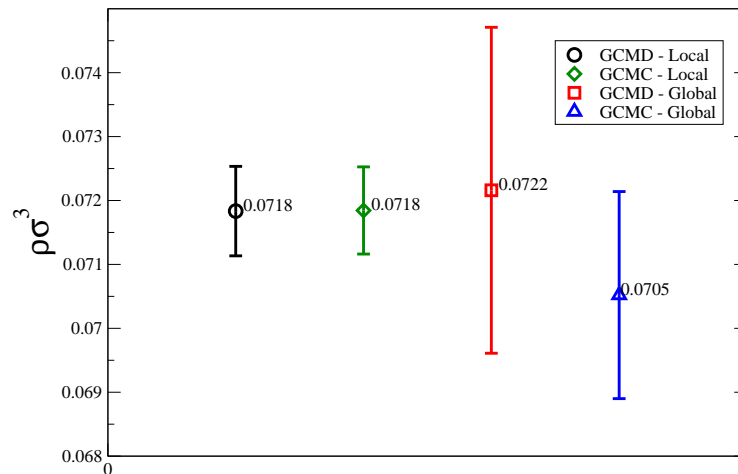 0.074
0.073
0.072
0.071
0.07
0.069
0.068
0
ρσ³
GCMD - Local
GCMC - Local
GCMD - Global
GCMC - Global
0.0718
0.0718
0.0722
0.0705